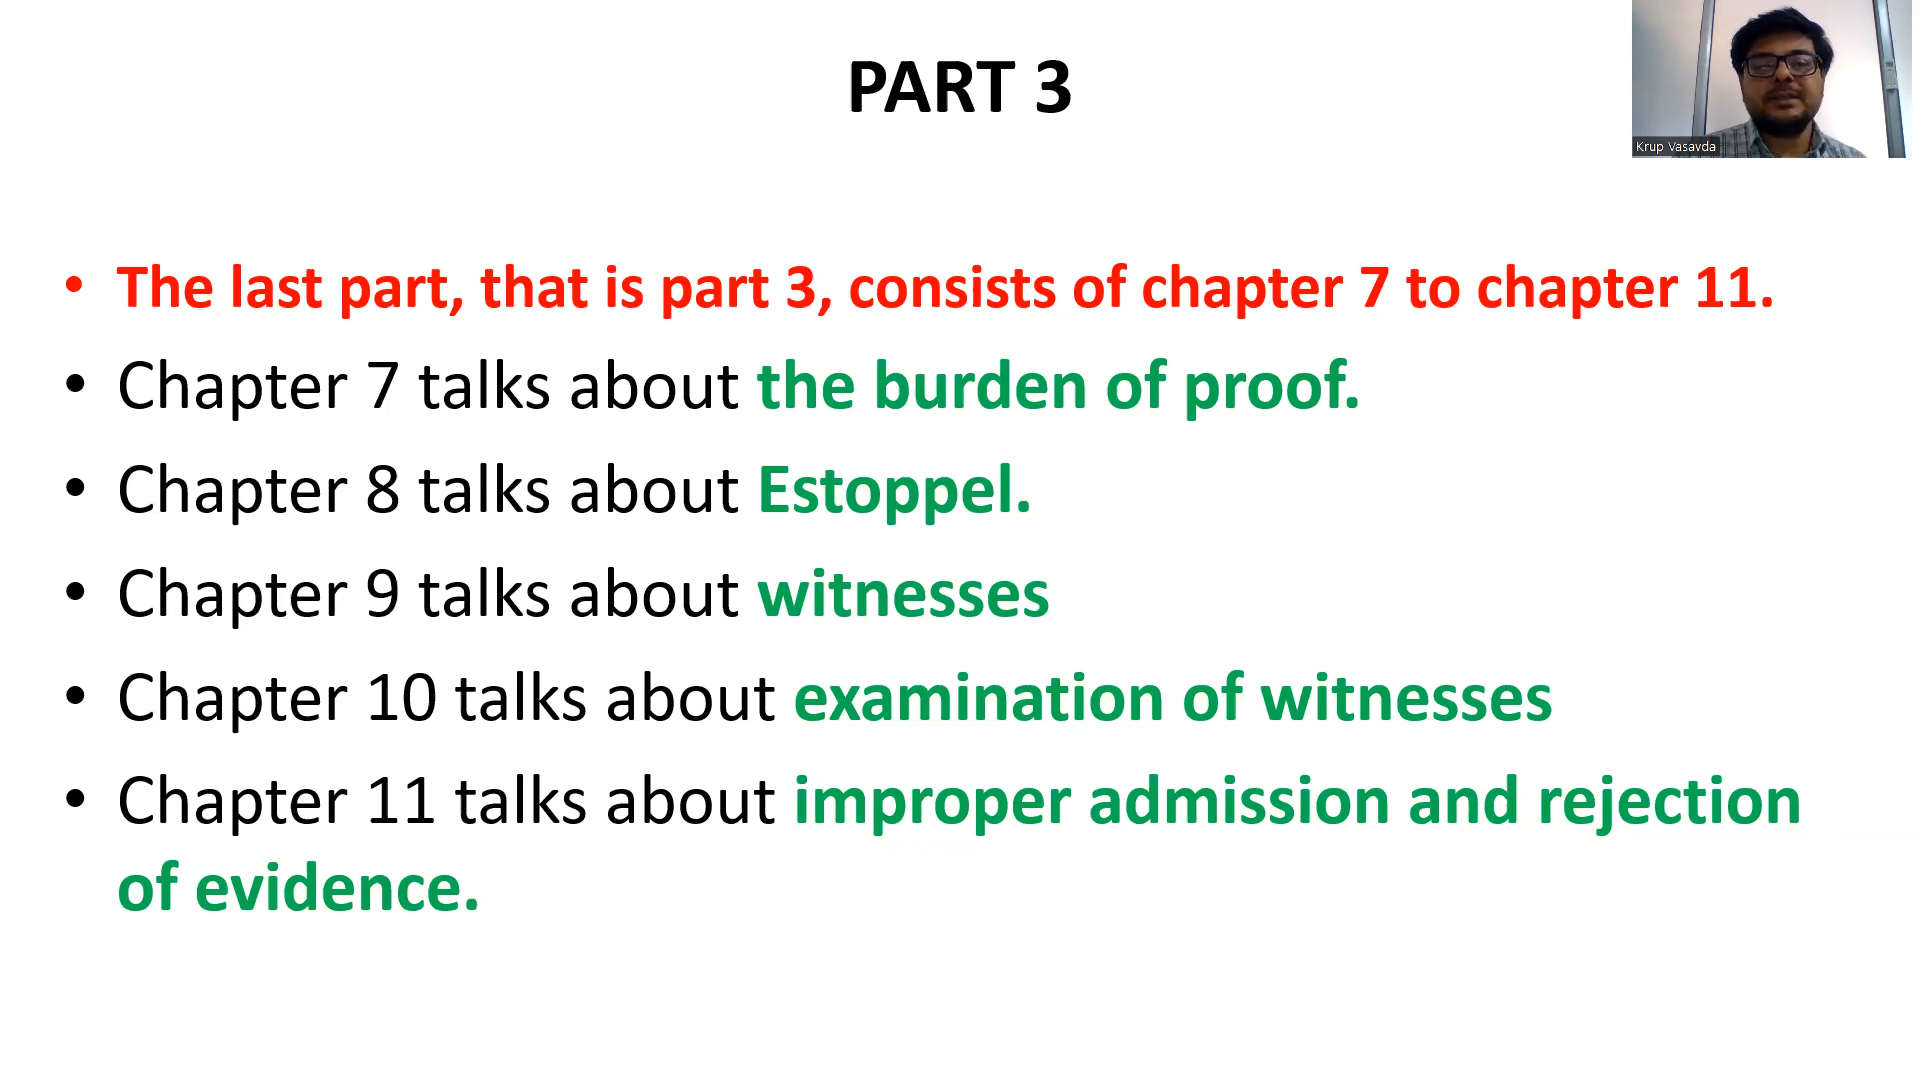 PART 3
Krup Vasavda
• The last part, that is part 3, consists of chapter 7 to chapter 11.
• Chapter 7 talks about the burden of proof.
• Chapter 8 talks about Estoppel.
• Chapter 9 talks about witnesses
• Chapter 10 talks about examination of witnesses
• Chapter 11 talks about improper admission and rejection
of evidence.